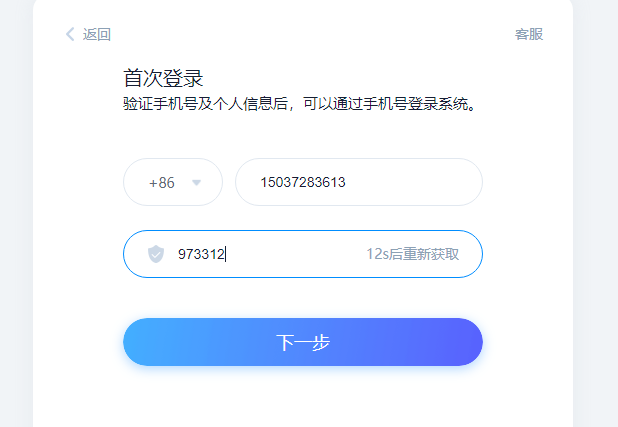 返回 客服
首次登录
验证手机号及个人信息后，可以通过手机号登录系统。
+86 15037283613
973312 12s后重新获取
下一步